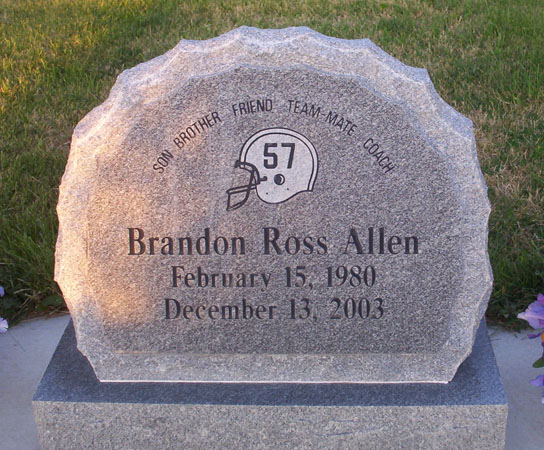 SON BROTHER FRIEND TEAM-MATE COACH
57
Brandon Ross Allen
February 15, 1980
December 13, 2003